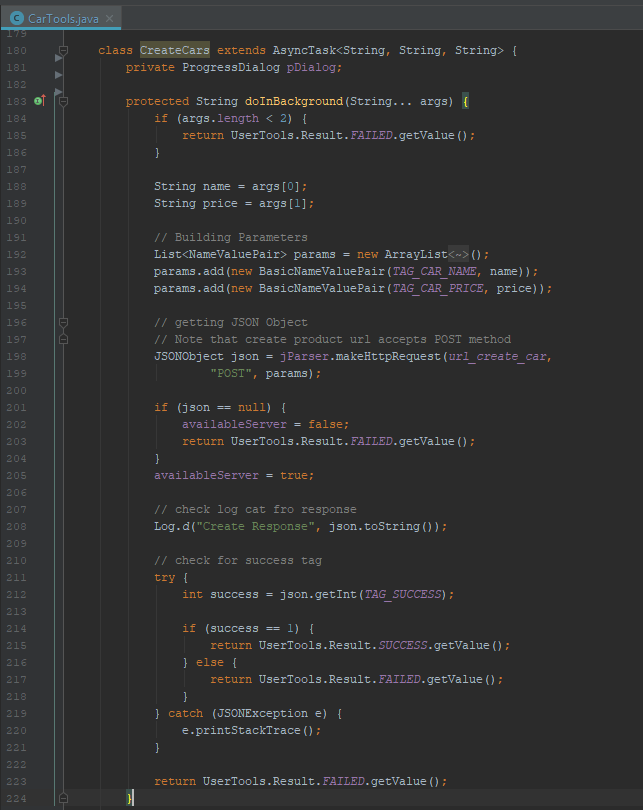 CarTools.java
179
180 class CreateCars extends AsyncTask<String, String, String> {
181 private ProgressDialog pDialog;
182
183 protected String doInBackground(String... args) {
184 if (args.length < 2) {
185 return UserTools.Result.FAILED.getValue();
186 }
187
188 String name = args[0];
189 String price = args[1];
190
191 // Building Parameters
192 List<NameValuePair> params = new ArrayList<~>();
193 params.add(new BasicNameValuePair(TAG_CAR_NAME, name));
194 params.add(new BasicNameValuePair(TAG_CAR_PRICE, price));
195
196 // getting JSON Object
197 // Note that create product url accepts POST method
198 JSONObject json = jParser.makeHttpRequest(url_create_car,
199 "POST", params);
200
201 if (json == null) {
202 availableServer = false;
203 return UserTools.Result.FAILED.getValue();
204 }
205 availableServer = true;
206
207 // check log cat fro response
208 Log.d("Create Response", json.toString());
209
210 // check for success tag
211 try {
212 int success = json.getInt(TAG_SUCCESS);
213
214 if (success == 1) {
215 return UserTools.Result.SUCCESS.getValue();
216 } else {
217 return UserTools.Result.FAILED.getValue();
218 }
219 } catch (JSONException e) {
220 e.printStackTrace();
221 }
222
223 return UserTools.Result.FAILED.getValue();
224 }